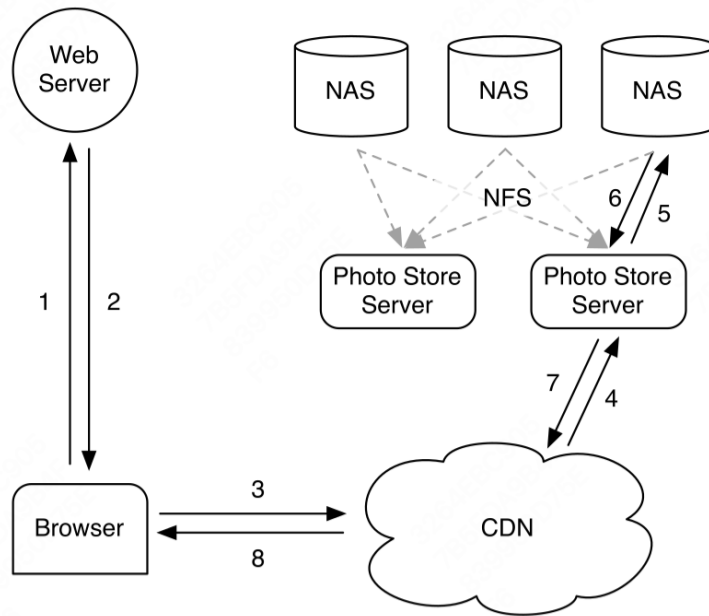 Web
Server
NAS
NAS
NAS
NFS
6
5
Photo Store
Server
Photo Store
Server
1
2
7
4
3
8
Browser
CDN